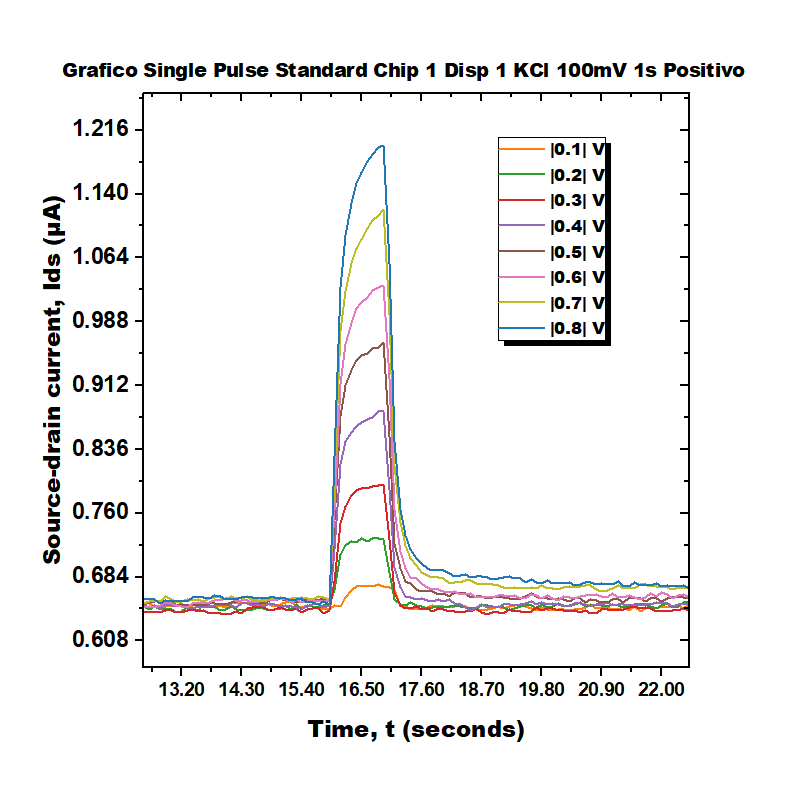 Grafico Single Pulse Standard Chip 1 Disp 1 KCl 100mV 1s Positivo
1.216
1.140
1.064
0.988
0.912
0.836
0.760
0.684
0.608
Source-drain current, Ids (µA)
|0.1| V
|0.2| V
|0.3| V
|0.4| V
|0.5| V
|0.6| V
|0.7| V
|0.8| V
13.20 14.30 15.40 16.50 17.60 18.70 19.80 20.90 22.00
Time, t (seconds)